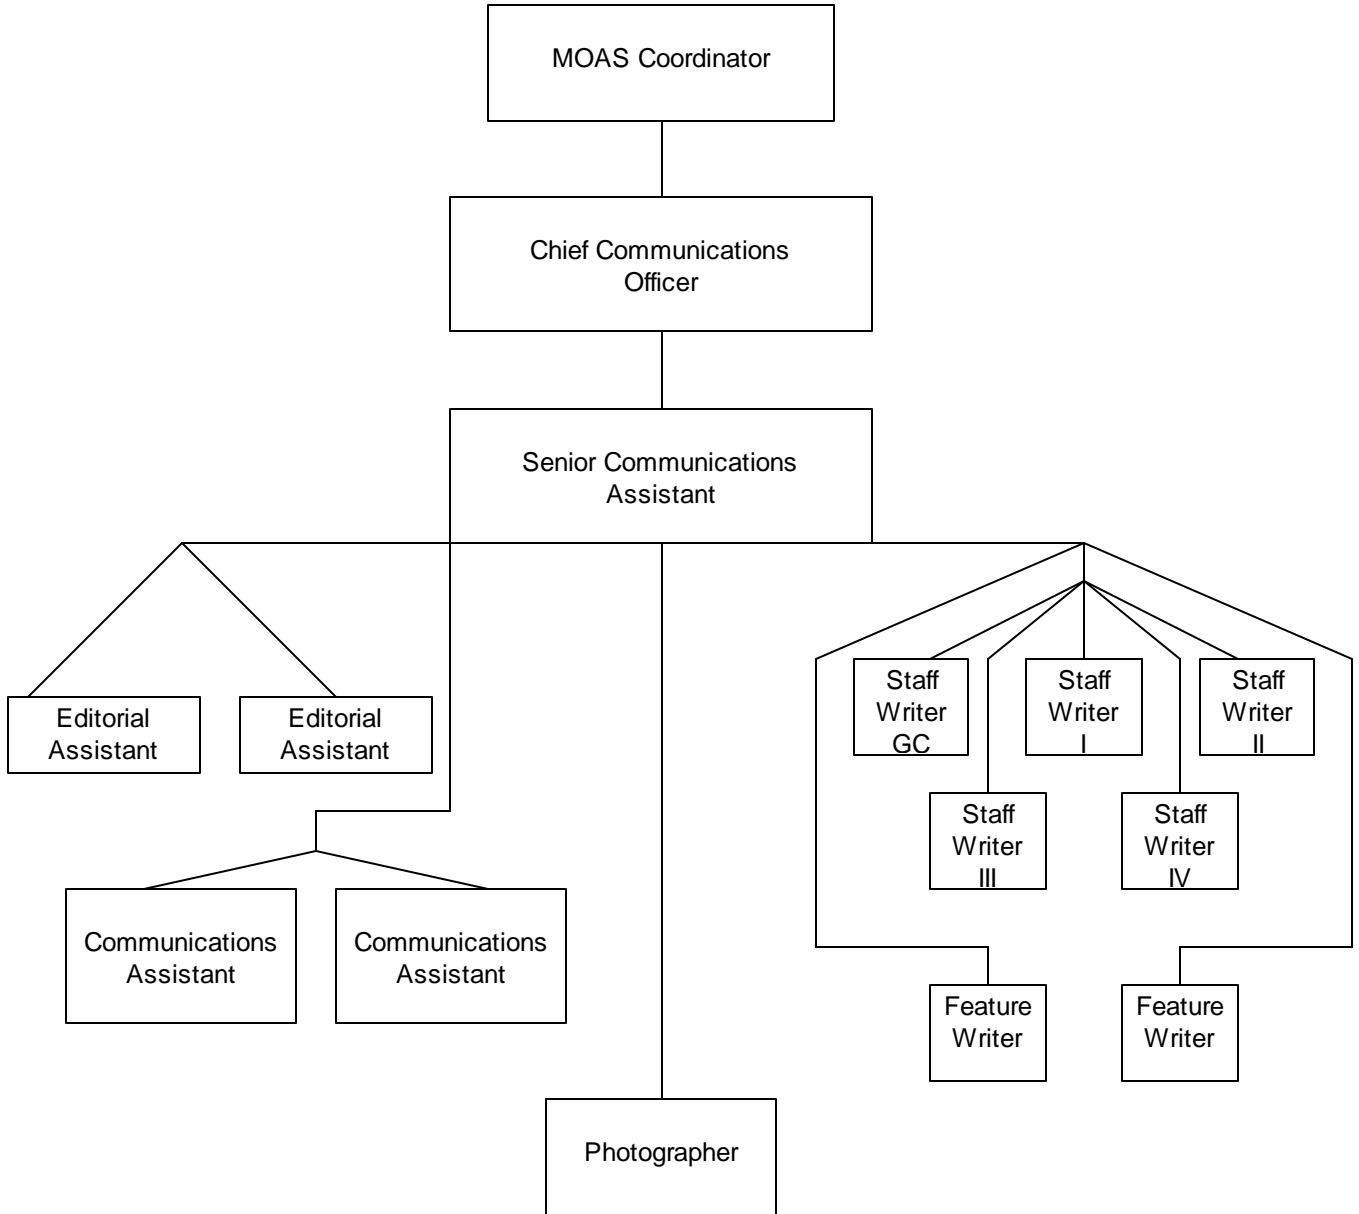 MOAS Coordinator
Chief Communications
Officer
Senior Communications
Assistant
Editorial
Assistant
Editorial
Assistant
Communications
Assistant
Communications
Assistant
Photographer
Staff
Writer
GC
Staff
Writer
I
Staff
Writer
II
Staff
Writer
III
Staff
Writer
IV
Feature
Writer
Feature
Writer